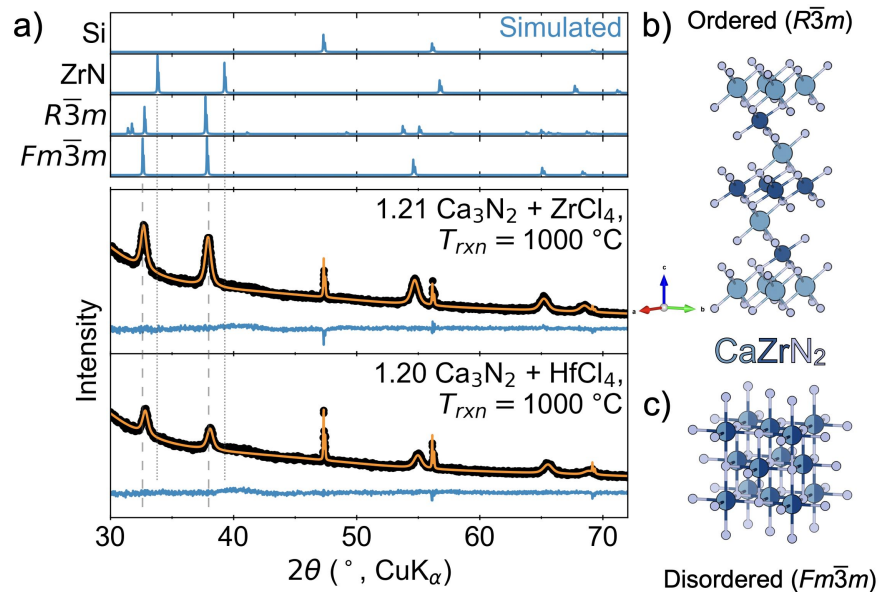 a)
Si
Simulated
ZrN
R3̅m
Fm3̅m
1.21 Ca₃N₂ + ZrCl₄,
Tᵣₓₙ = 1000 °C
1.20 Ca₃N₂ + HfCl₄,
Tᵣₓₙ = 1000 °C
Intensity
30 40 50 60 70
2θ (°, CuKα)
b) Ordered (R3̅m)
c
a b
CaZrN₂
c)
Disordered (Fm3̅m)